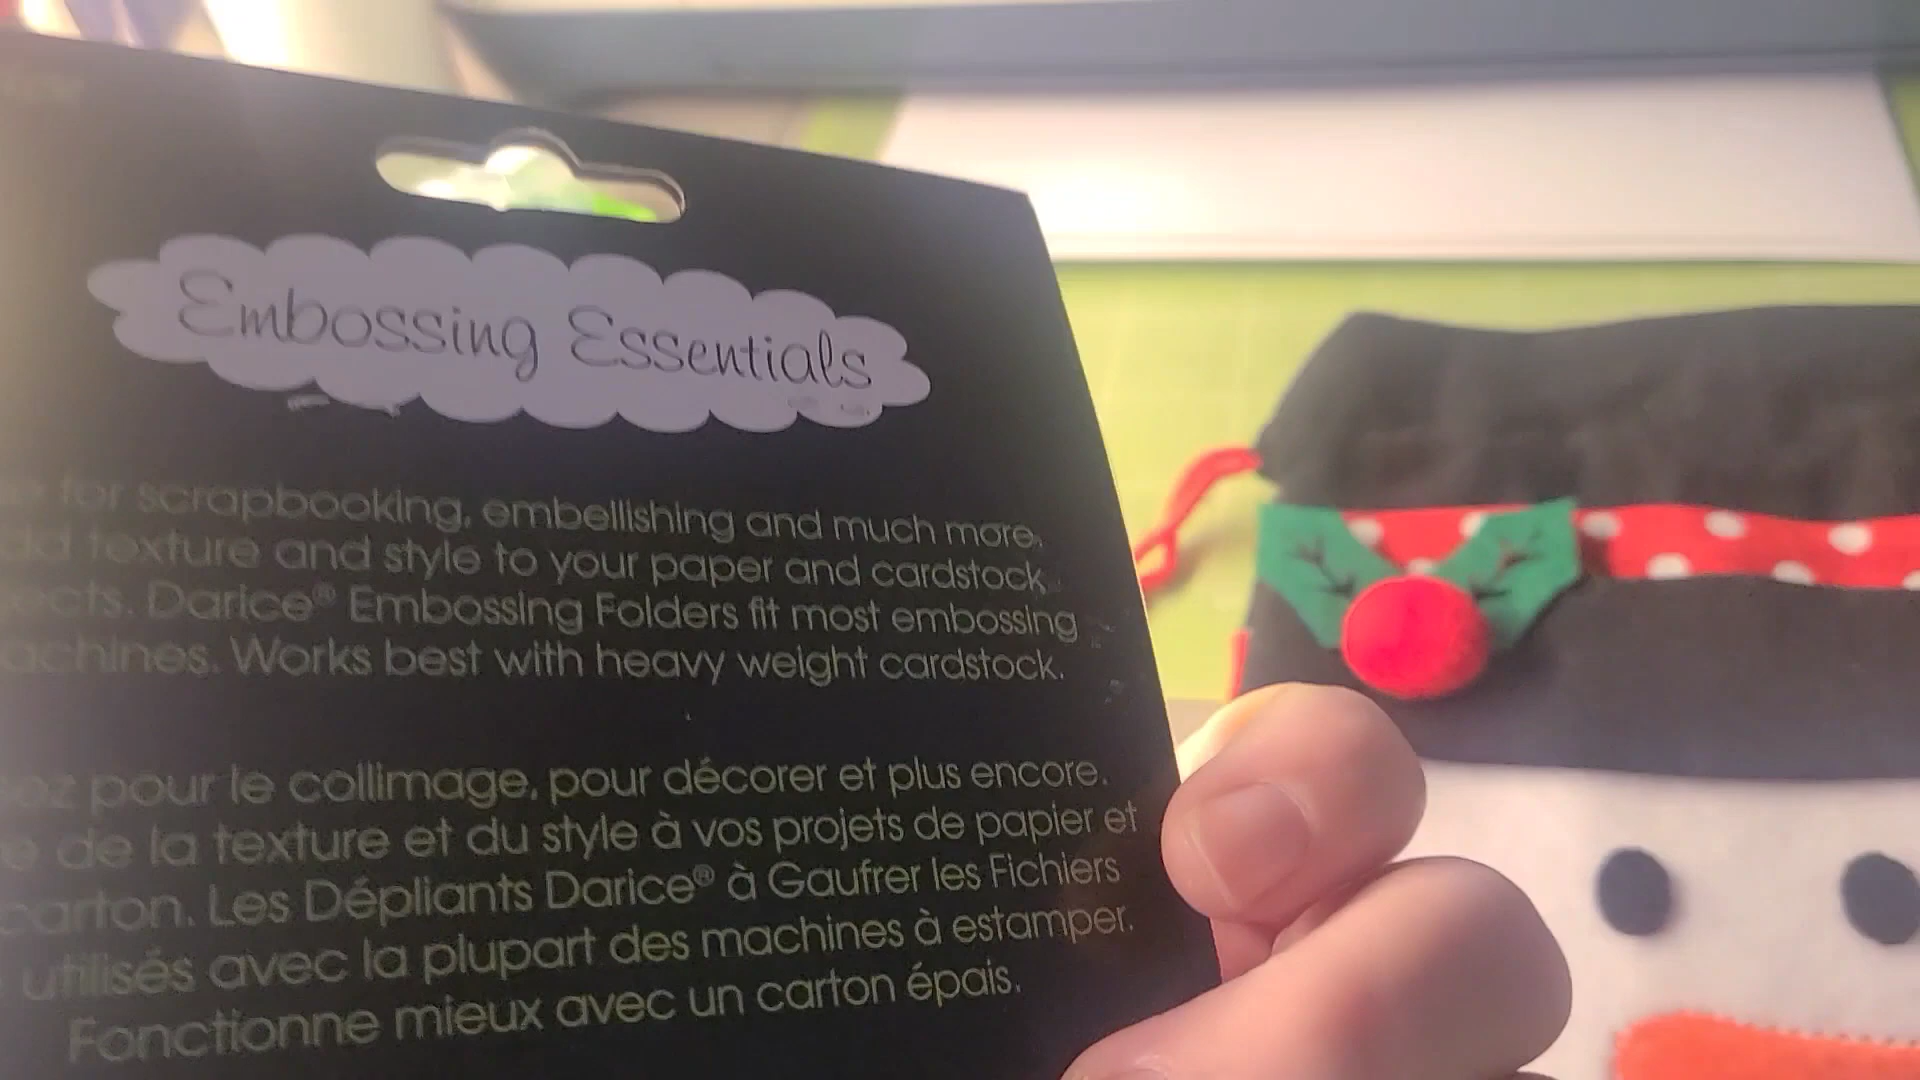 Embossing Essentials
for scrapbooking, embellishing and much more.
texture and style to your paper and cardstock
Darice® Embossing Folders fit most embossing
Works best with heavy weight cardstock.
pour le collimage, pour décorer et plus encore.
de la texture et du style à vos projets de papier et
carton. Les Dépliants Darice® à Gaufrer les Fichiers
utilisés avec la plupart des machines à estamper.
Fonctionne mieux avec un carton épais.